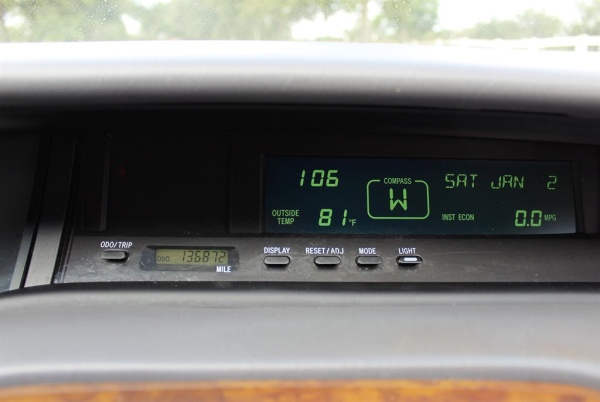 106
COMPASS
SAT JAN 2
W
OUTSIDE TEMP 81°F
INST ECON 0.0 MPG
ODO/TRIP
ODO 136872
MILE
DISPLAY
RESET/ADJ
MODE
LIGHT